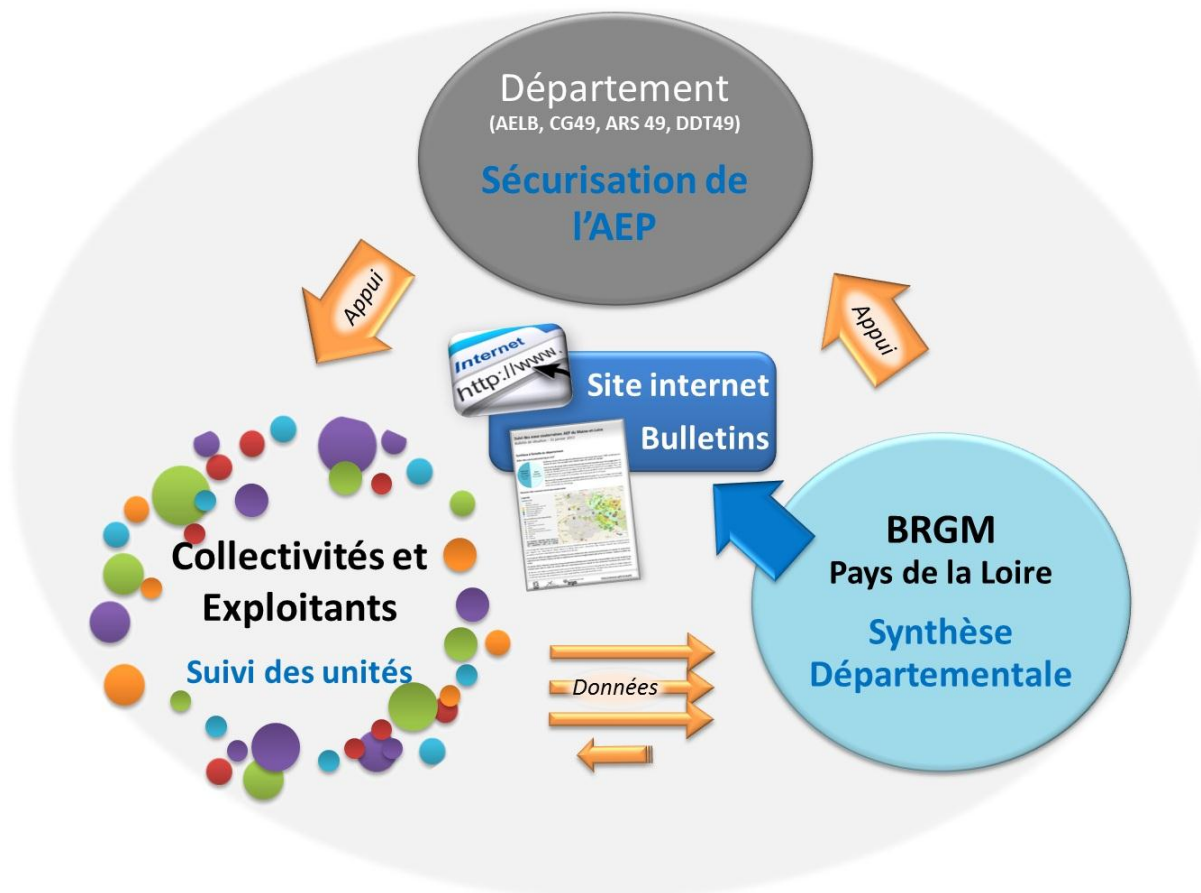 Département
(AELB, CG49, ARS 49, DDT49)
Sécurisation de
l'AEP
Appui
Appui
Internet
http://www.
Site internet
Bulletins
Collectivités et
Exploitants
Suivi des unités
Données
BRGM
Pays de la Loire
Synthèse
Départementale